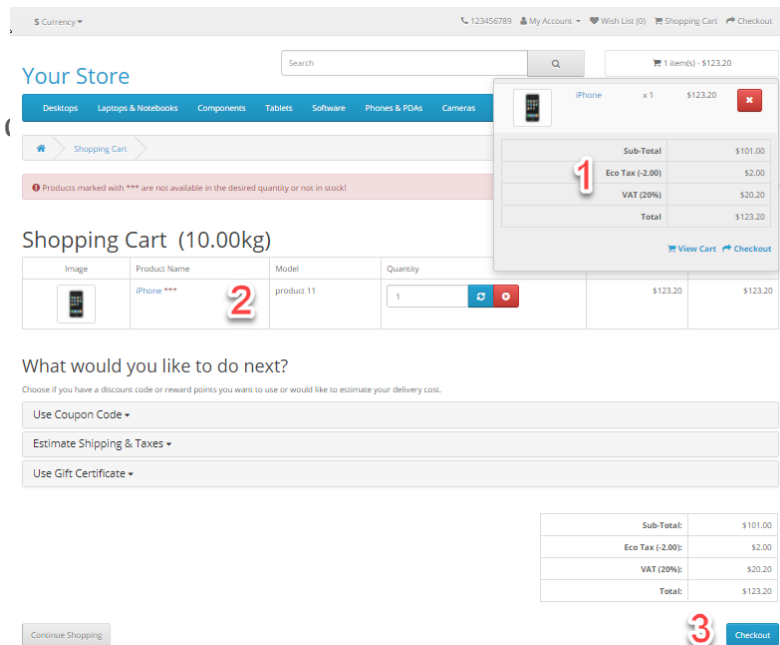 $ Currency
123456789 My Account Wish List (0) Shopping Cart Checkout
Your Store
Search
1 item(s) - $123.20
Desktops Laptops & Notebooks Components Tablets Software Phones & PDAs Cameras
iPhone x 1 $123.20
Shopping Cart
1
Sub-Total $101.00
Eco Tax (-2.00) $2.00
VAT (20%) $20.20
Total $123.20
View Cart Checkout
Products marked with *** are not available in the desired quantity or not in stock!
Shopping Cart (10.00kg)
Image Product Name Model Quantity
iPhone *** product 11 1 $123.20 $123.20
2
What would you like to do next?
Choose if you have a discount code or reward points you want to use or would like to estimate your delivery cost.
Use Coupon Code
Estimate Shipping & Taxes
Use Gift Certificate
Sub-Total: $101.00
Eco Tax (-2.00): $2.00
VAT (20%): $20.20
Total: $123.20
Continue Shopping
3
Checkout